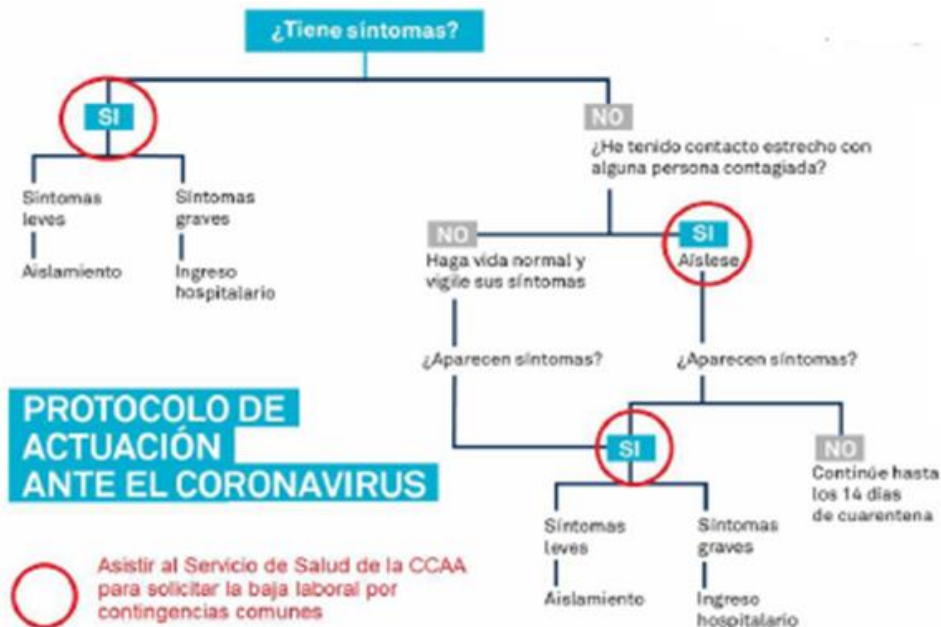 ¿Tiene síntomas?
SI
NO
¿He tenido contacto estrecho con
alguna persona contagiada?
Síntomas
leves
Síntomas
graves
Aislamiento
Ingreso
hospitalario
NO
Haga vida normal y
vigile sus síntomas
SI
Aíslese
¿Aparecen síntomas?
¿Aparecen síntomas?
PROTOCOLO DE
ACTUACIÓN
ANTE EL CORONAVIRUS
SI
NO
Continúe hasta
los 14 días
de cuarentena
Síntomas
leves
Síntomas
graves
Aislamiento
Ingreso
hospitalario
Asistir al Servicio de Salud de la CCAA
para solicitar la baja laboral por
contingencias comunes